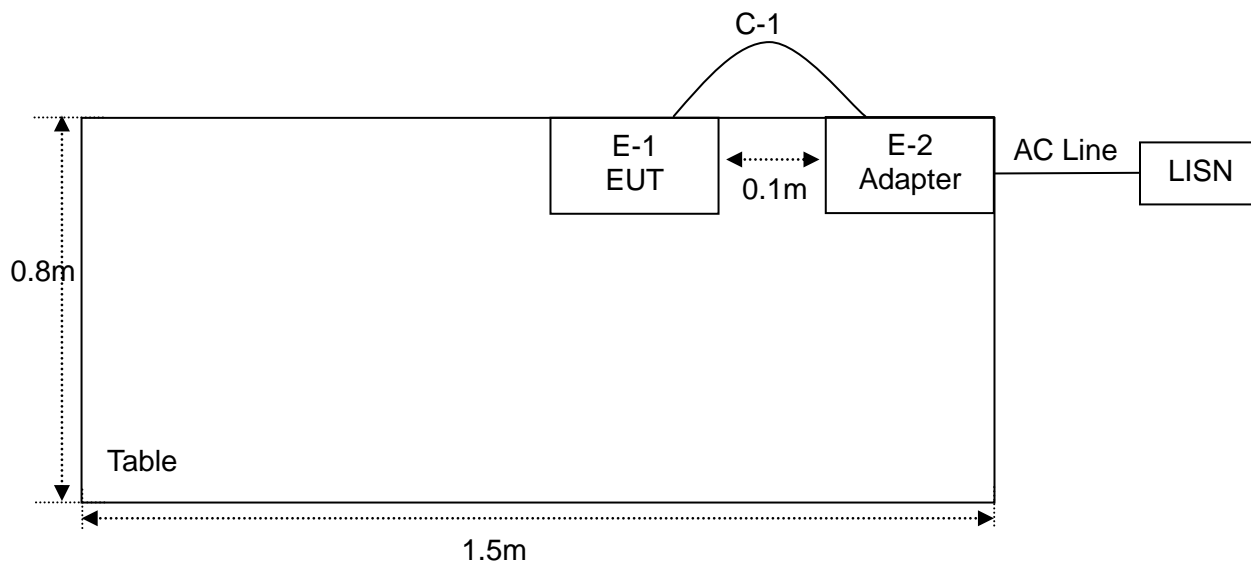 C-1
E-1
EUT
E-2
Adapter
0.1m
AC Line
LISN
0.8m
Table
1.5m